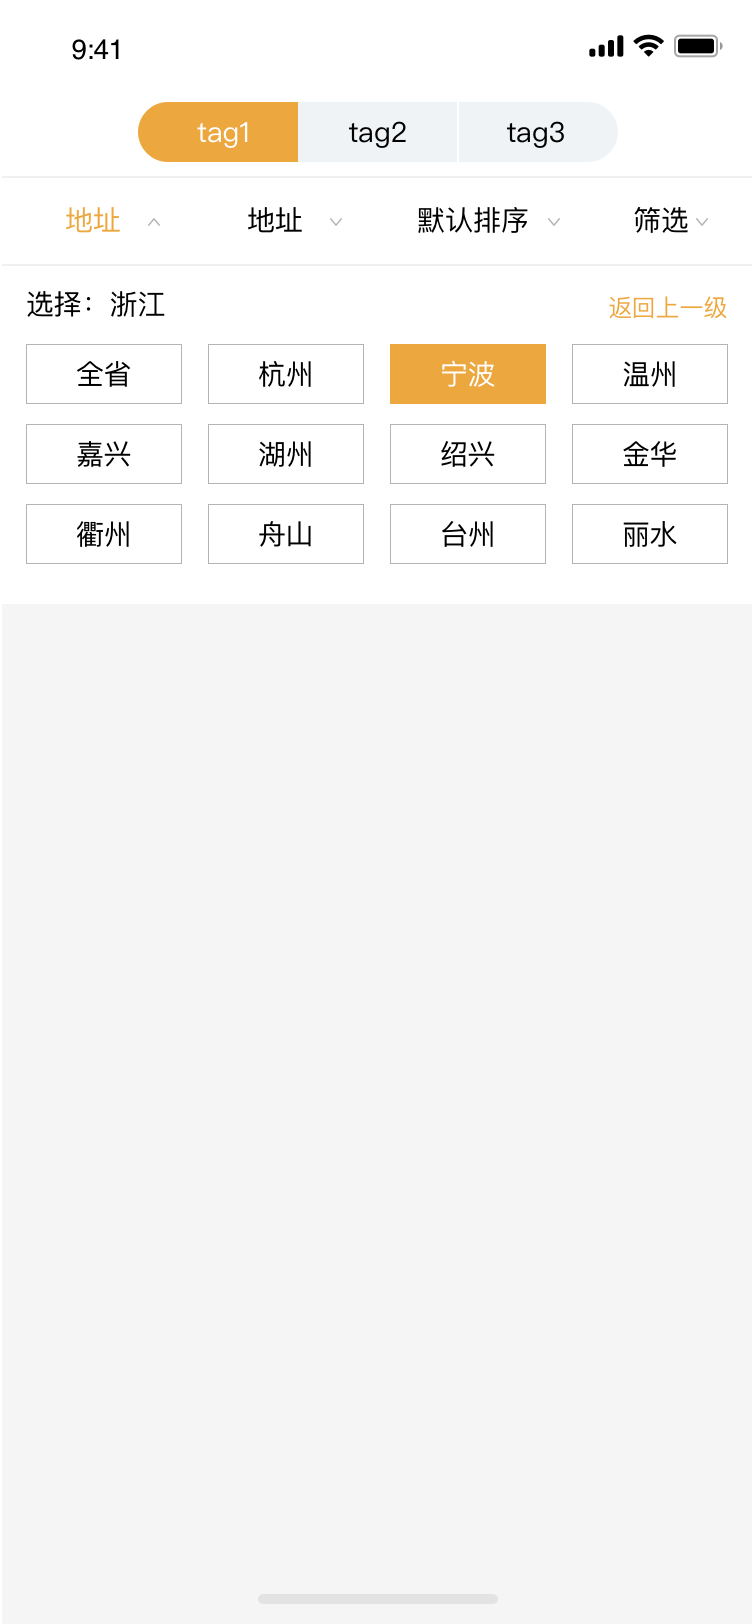 9:41
tag1 tag2 tag3
地址 地址 默认排序 筛选
选择：浙江 返回上一级
全省 杭州 宁波 温州
嘉兴 湖州 绍兴 金华
衢州 舟山 台州 丽水